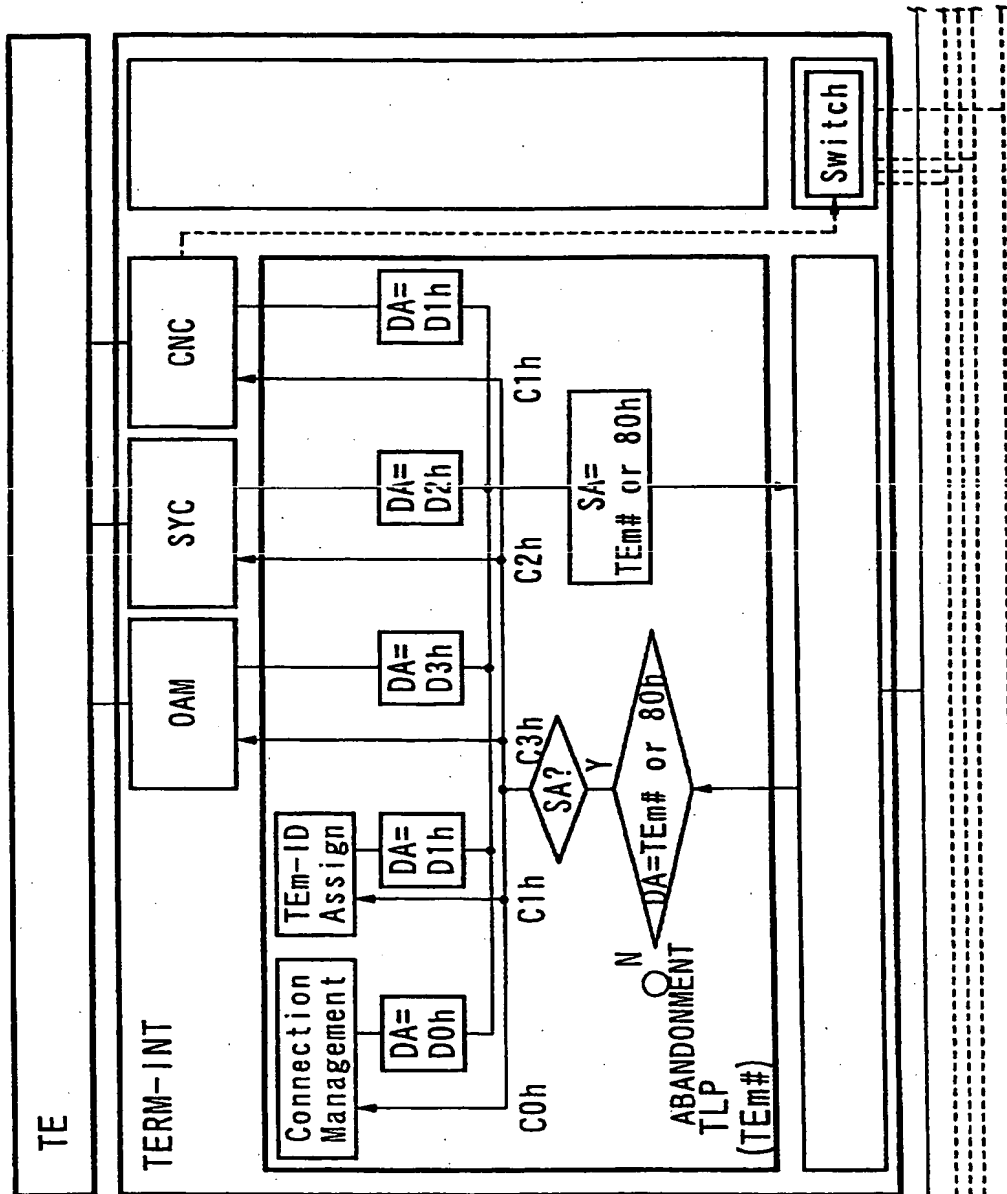 TE
TERM-INT
OAM
SYC
CNC
Connection
Management
TEm-ID
Assign
DA=
D0h
DA=
D1h
DA=
D3h
DA=
D2h
DA=
D1h
C0h
C1h
C3h
C2h
C1h
SA?
Y
SA=
TEm# or 80h
N
DA=TEm# or 80h
ABANDONMENT
TLP
(TEm#)
Switch